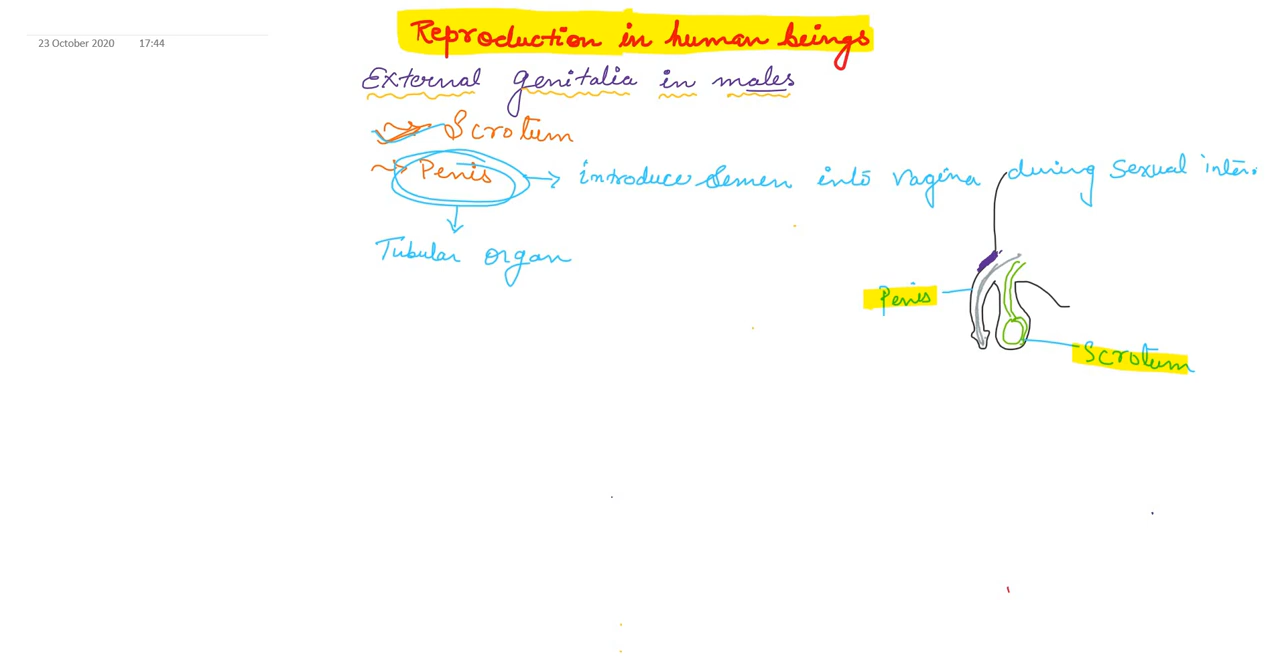 23 October 2020 17:44
Reproduction in human beings
External genitalia in males
Scrotum
Penis → introduce Semen into vagina during Sexual inter.
Tubular organ
Penis
Scrotum